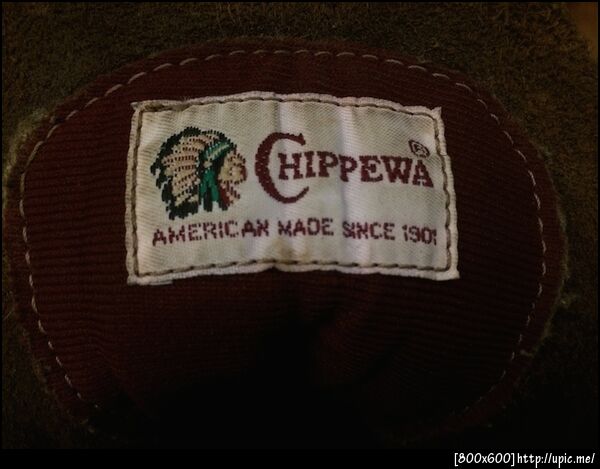 CHIPPEWA ®
AMERICAN MADE SINCE 1901
[800x600]http://upic.me/